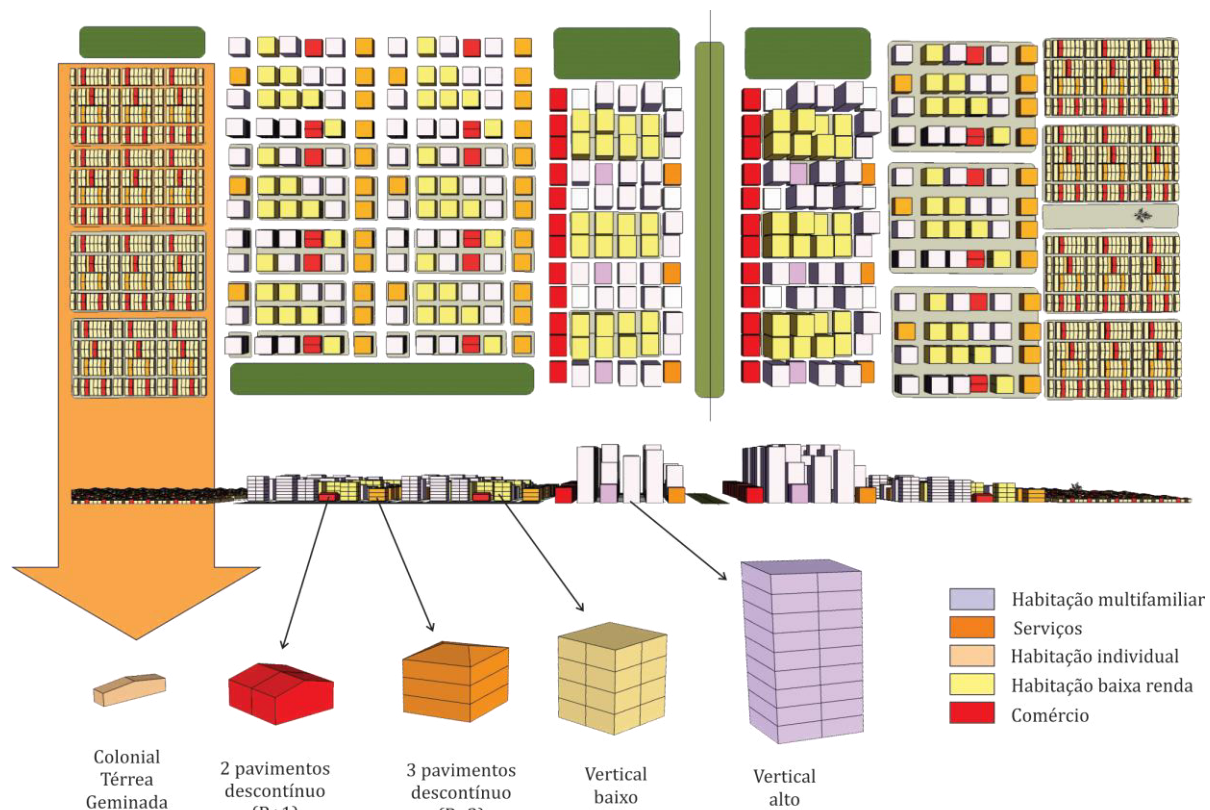 Habitação multifamiliar
Serviços
Habitação individual
Habitação baixa renda
Comércio
Colonial
Térrea
Geminada
2 pavimentos
descontínuo
3 pavimentos
descontínuo
Vertical
baixo
Vertical
alto